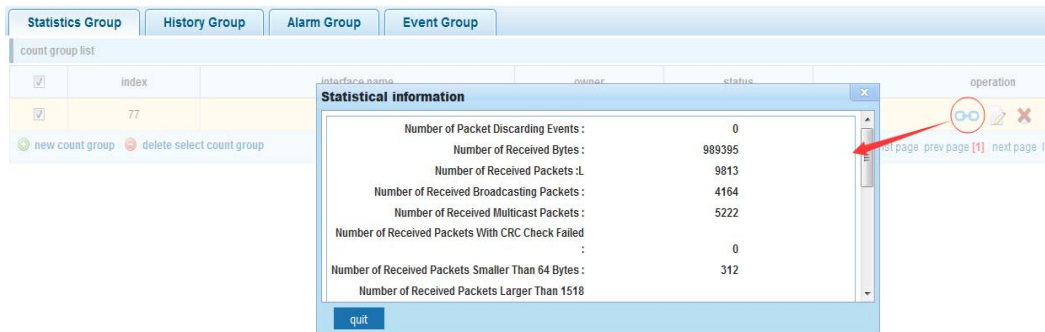 Statistics Group
History Group
Alarm Group
Event Group
count group list
index
interface name
owner
status
operation
77
new count group
delete select count group
prev page [1] next page
Statistical information
Number of Packet Discarding Events : 0
Number of Received Bytes : 989395
Number of Received Packets :L 9813
Number of Received Broadcasting Packets : 4164
Number of Received Multicast Packets : 5222
Number of Received Packets With CRC Check Failed
: 0
Number of Received Packets Smaller Than 64 Bytes : 312
Number of Received Packets Larger Than 1518
quit